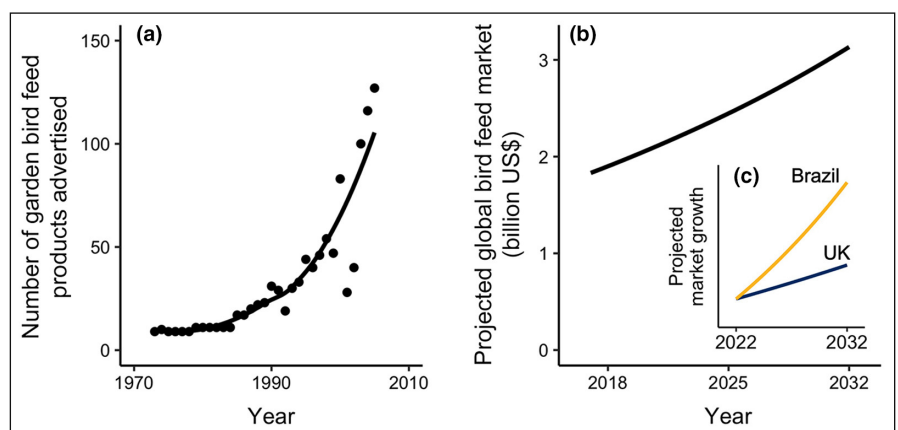 (a)
150
100
50
0
1970
1990
2010
Year
Number of garden bird feed
products advertised
(b)
3
2
1
0
2018
2025
2032
Year
Projected global bird feed market
(billion US$)
(c)
Brazil
UK
Projected
market growth
2022
2032